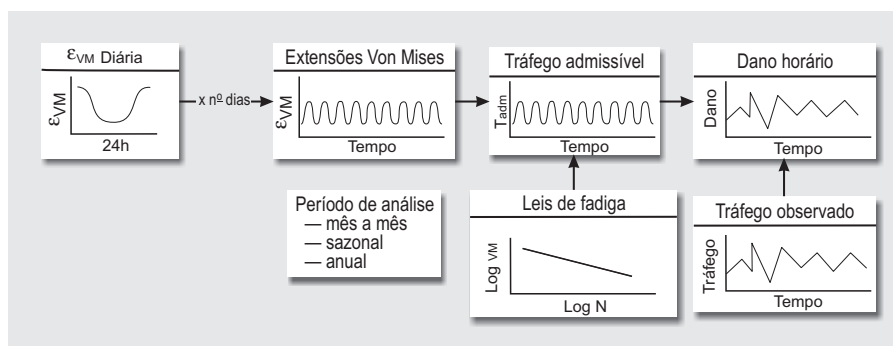 εVM Diária
εVM
24h
x nº dias
Extensões Von Mises
εVM
Tempo
Tráfego admissível
Tadm
Tempo
Dano horário
Dano
Tempo
Período de análise
— mês a mês
— sazonal
— anual
Leis de fadiga
Log VM
Log N
Tráfego observado
Tráfego
Tempo